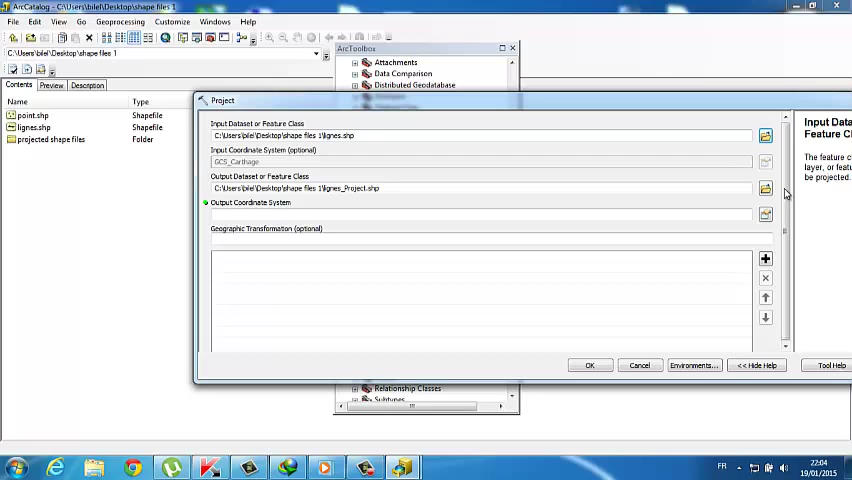 ArcCatalog - C:\Users\bilel\Desktop\shape files 1
File Edit View Go Geoprocessing Customize Windows Help
C:\Users\bilel\Desktop\shape files 1
Contents Preview Description
Name Type
point.shp Shapefile
lignes.shp Shapefile
projected shape files Folder
ArcToolbox
Attachments
Data Comparison
Distributed Geodatabase
Project
Input Dataset or Feature Class
C:\Users\bilel\Desktop\shape files 1\lignes.shp
Input Coordinate System (optional)
GCS_Carthage
Output Dataset or Feature Class
C:\Users\bilel\Desktop\shape files 1\lignes_Project.shp
Output Coordinate System
Geographic Transformation (optional)
OK Cancel Environments... << Hide Help Tool Help
Input Data
Feature C
The feature c
layer, or featu
be projected.
Relationship Classes
Subtypes
FR 22:04
19/01/2015